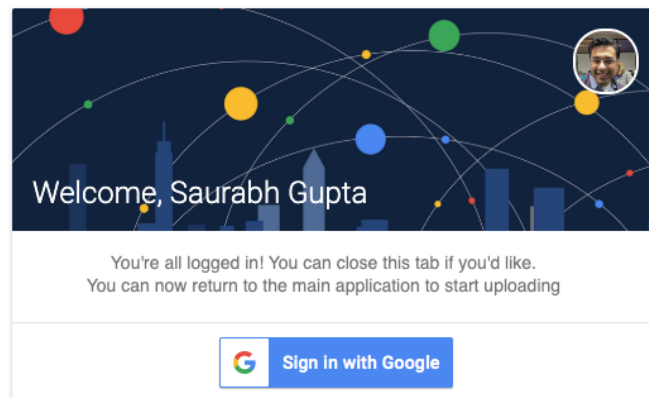 Welcome, Saurabh Gupta
You're all logged in! You can close this tab if you'd like.
You can now return to the main application to start uploading
Sign in with Google